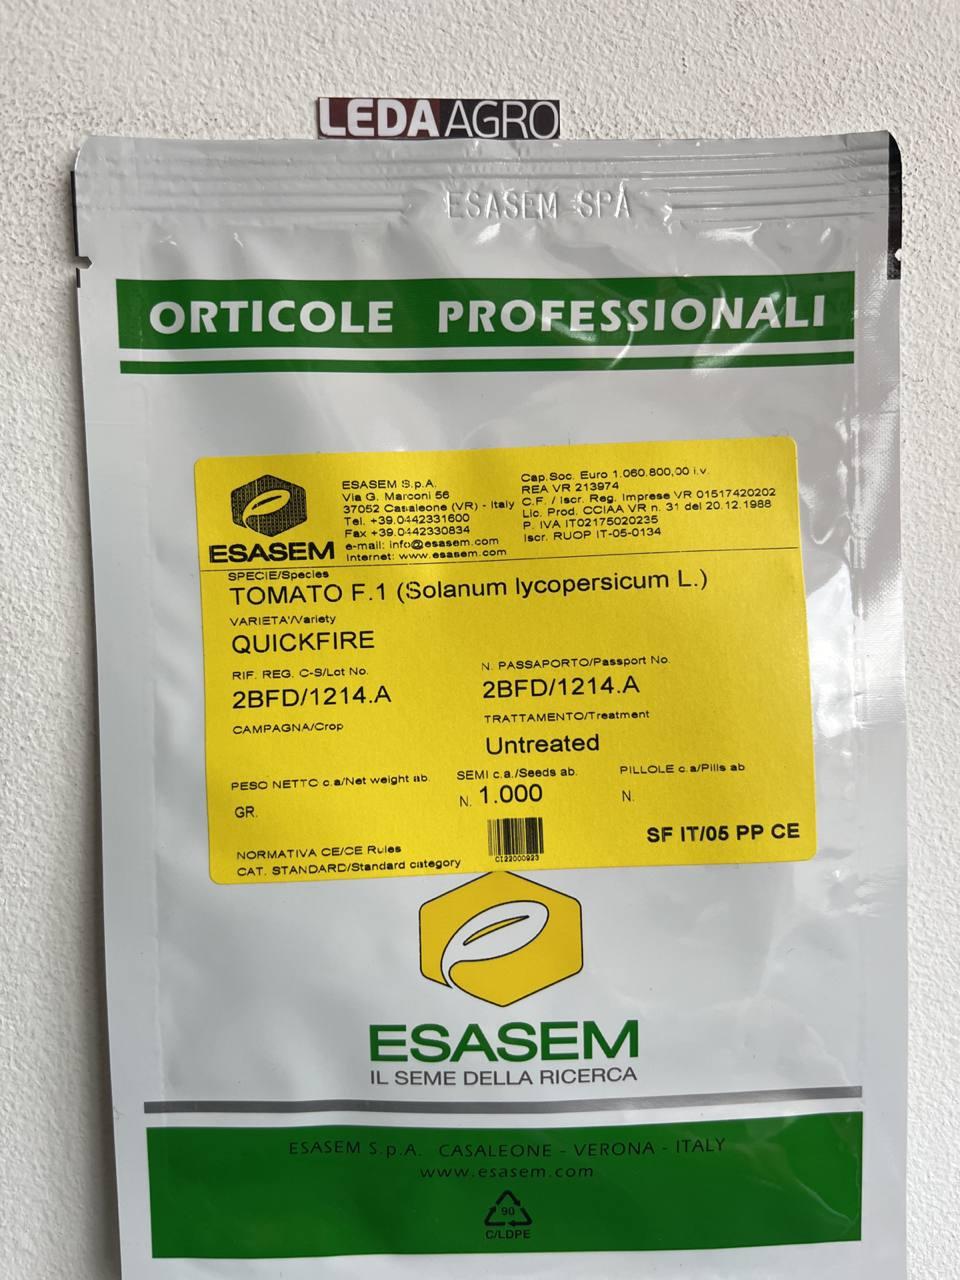 LEDAAGRO
ESASEM SPA
ORTICOLE PROFESSIONALI
ESASEM S.p.A.
Via G. Marconi 56
37052 Casaleone (VR) - Italy
Tel. +39.0442331600
Fax +39.0442330834
e-mail: info@esasem.com
Internet: www.esasem.com
Cap.Soc. Euro 1.060.800,00 i.v.
REA VR 213974
C.F. / Iscr. Reg. Imprese VR 01517420202
Lic. Prod. CCIAA VR n. 31 del 20.12.1988
P. IVA IT02175020235
Iscr. RUOP IT-05-0134
ESASEM
SPECIE/Species
TOMATO F.1 (Solanum lycopersicum L.)
VARIETA'/Variety
QUICKFIRE
RIF. REG. C-S/Lot No.
2BFD/1214.A
N. PASSAPORTO/Passport No.
2BFD/1214.A
CAMPAGNA/Crop
TRATTAMENTO/Treatment
Untreated
PESO NETTO c.a/Net weight ab.
GR.
SEMI c.a./Seeds ab.
N. 1.000
PILLOLE c.a/Pills ab
N.
NORMATIVA CE/CE Rules
CAT. STANDARD/Standard category
CI22000923
SF IT/05 PP CE
ESASEM
IL SEME DELLA RICERCA
ESASEM S.p.A. CASALEONE - VERONA - ITALY
www.esasem.com
90
C/LDPE